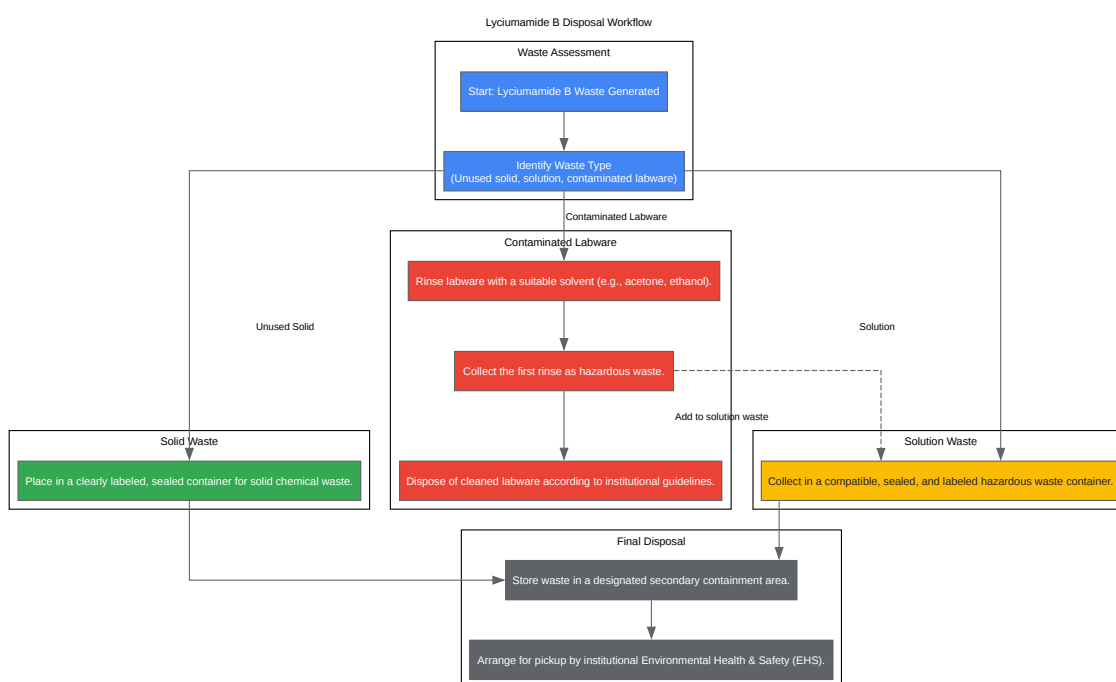 Lyciumamide B Disposal Workflow
Waste Assessment
Start: Lyciumamide B Waste Generated
Identify Waste Type
(Unused solid, solution, contaminated labware)
Contaminated Labware
Contaminated Labware
Rinse labware with a suitable solvent (e.g., acetone, ethanol).
Unused Solid
Solution
Collect the first rinse as hazardous waste.
Add to solution waste
Solid Waste
Solution Waste
Place in a clearly labeled, sealed container for solid chemical waste.
Dispose of cleaned labware according to institutional guidelines.
Collect in a compatible, sealed, and labeled hazardous waste container.
Final Disposal
Store waste in a designated secondary containment area.
Arrange for pickup by institutional Environmental Health & Safety (EHS).